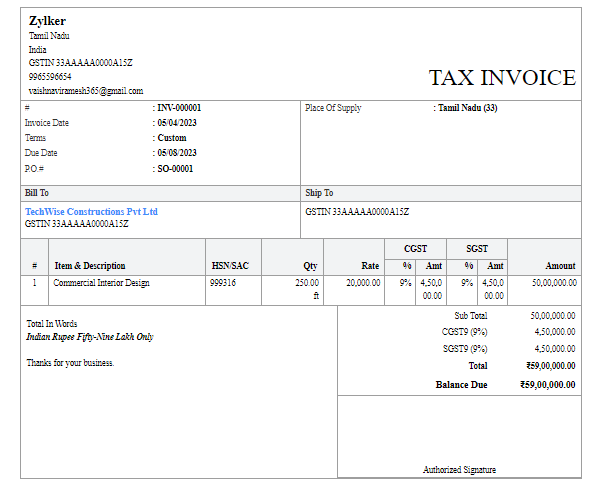 Zylker
Tamil Nadu
India
GSTIN 33AAAAA0000A15Z
9965596654
vaishnaviramesh365@gmail.com
TAX INVOICE
# : INV-000001
Invoice Date : 05/04/2023
Terms : Custom
Due Date : 05/08/2023
P.O.# : SO-00001
Place Of Supply : Tamil Nadu (33)
Bill To
Ship To
TechWise Constructions Pvt Ltd
GSTIN 33AAAAA0000A15Z
GSTIN 33AAAAA0000A15Z
CGST SGST
# Item & Description HSN/SAC Qty Rate % Amt % Amt Amount
1 Commercial Interior Design 999316 250.00 20,000.00 9% 4,50,0 9% 4,50,0 50,00,000.00
ft 00.00 00.00
Total In Words
Indian Rupee Fifty-Nine Lakh Only
Thanks for your business.
Sub Total 50,00,000.00
CGST9 (9%) 4,50,000.00
SGST9 (9%) 4,50,000.00
Total ₹59,00,000.00
Balance Due ₹59,00,000.00
Authorized Signature